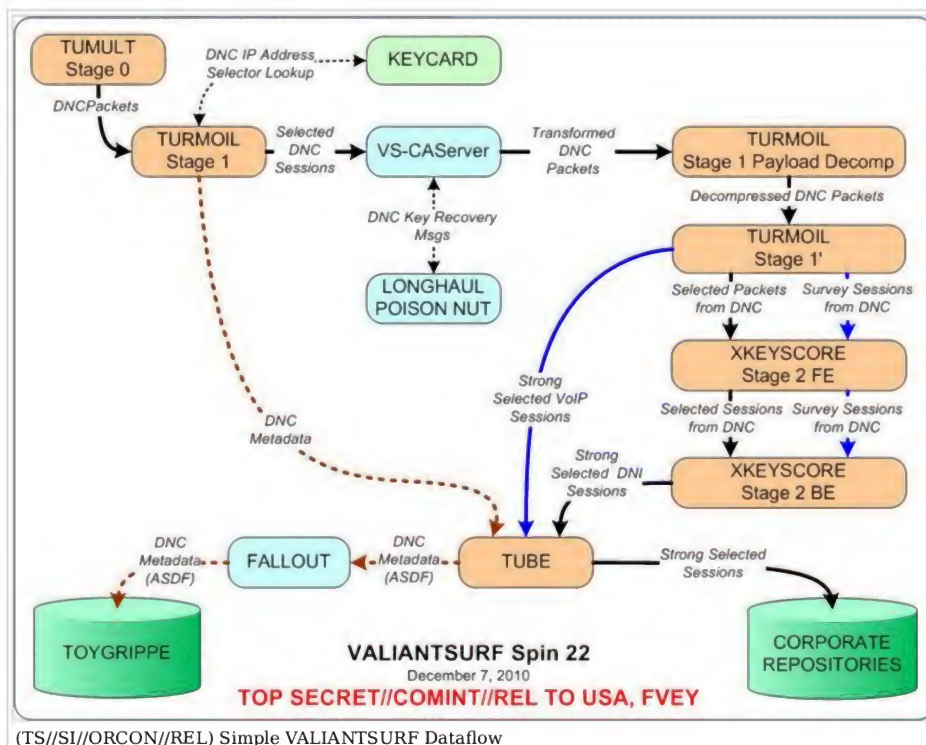 TUMULT
Stage 0
DNC IP Address
Selector Lookup
KEYCARD
DNCPackets
TURMOIL
Stage 1
Selected
DNC
Sessions
VS-CAServer
Transformed
DNC
Packets
TURMOIL
Stage 1 Payload Decomp
Decompressed DNC Packets
DNC Key Recovery
Msgs
LONGHAUL
POISON NUT
TURMOIL
Stage 1'
Selected Packets
from DNC
Survey Sessions
from DNC
XKEYSCORE
Stage 2 FE
Strong
Selected VoIP
Sessions
Selected Sessions
from DNC
Survey Sessions
from DNC
DNC
Metadata
Strong
Selected DNI
Sessions
XKEYSCORE
Stage 2 BE
DNC
Metadata
(ASDF)
FALLOUT
DNC
Metadata
(ASDF)
TUBE
Strong Selected
Sessions
TOYGRIPPE
VALIANTSURF Spin 22
December 7, 2010
TOP SECRET//COMINT//REL TO USA, FVEY
CORPORATE
REPOSITORIES
(TS//SI//ORCON//REL) Simple VALIANTSURF Dataflow